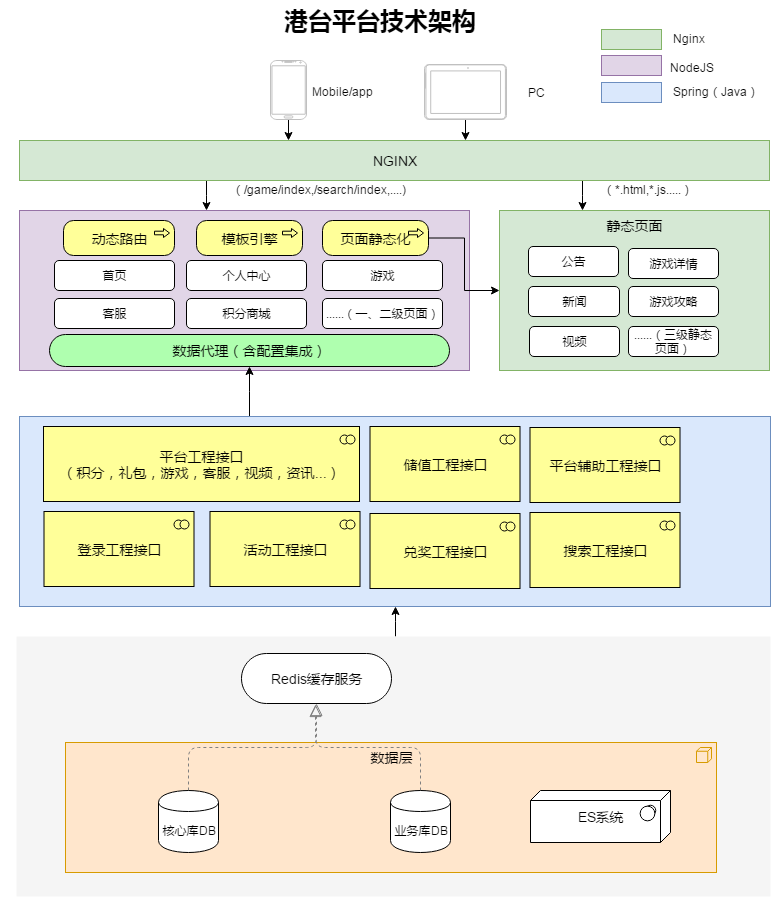 港台平台技术架构
Nginx
NodeJS
Spring（Java）
Mobile/app
PC
NGINX
（/game/index,/search/index,....)
（*.html,*.js.....）
动态路由
模板引擎
页面静态化
首页
个人中心
游戏
客服
积分商城
......（一、二级页面）
数据代理（含配置集成）
静态页面
公告
游戏详情
新闻
游戏攻略
视频
......（三级静态
页面）
平台工程接口
（积分，礼包，游戏，客服，视频，资讯...）
储值工程接口
平台辅助工程接口
登录工程接口
活动工程接口
兑奖工程接口
搜索工程接口
Redis缓存服务
数据层
核心库DB
业务库DB
ES系统